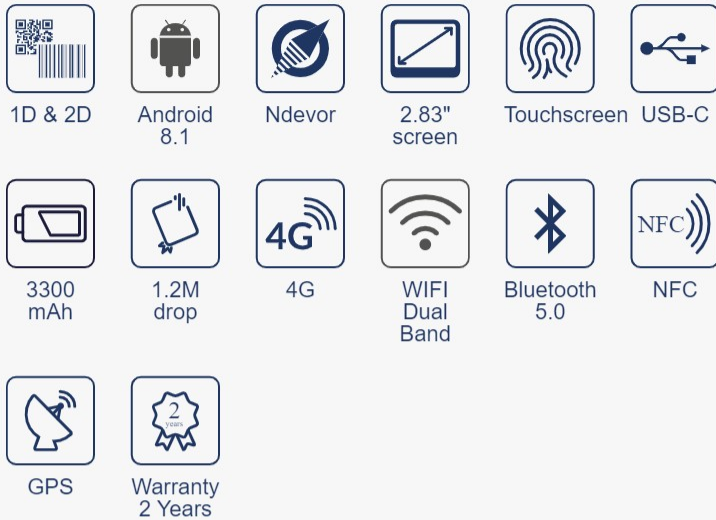 1D & 2D
Android
8.1
Ndevor
2.83"
screen
Touchscreen
USB-C
4G
NFC
3300
mAh
1.2M
drop
4G
WIFI
Dual
Band
Bluetooth
5.0
NFC
2
years
GPS
Warranty
2 Years